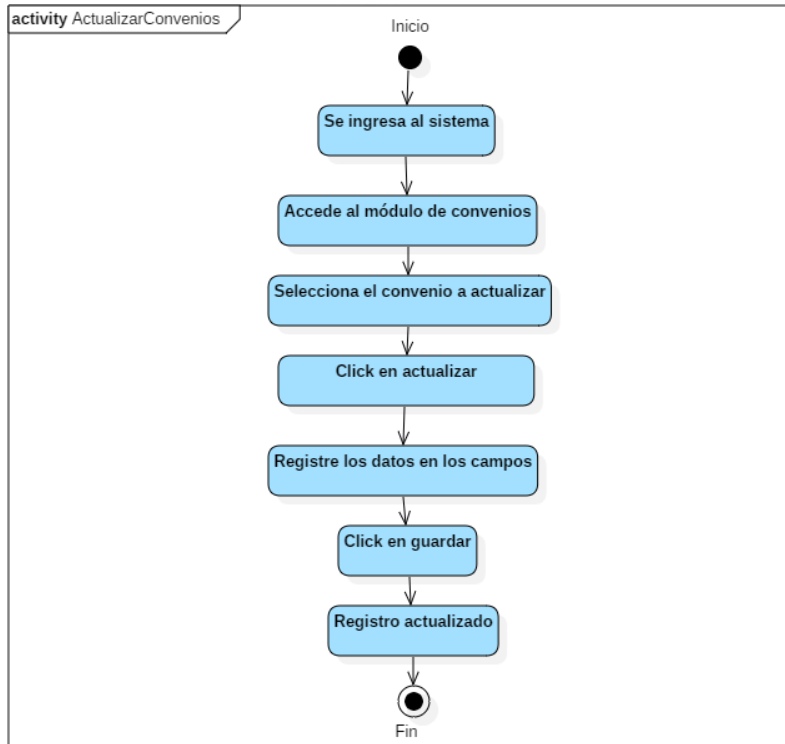 activity ActualizarConvenios
Inicio
Se ingresa al sistema
Accede al módulo de convenios
Selecciona el convenio a actualizar
Click en actualizar
Registre los datos en los campos
Click en guardar
Registro actualizado
Fin